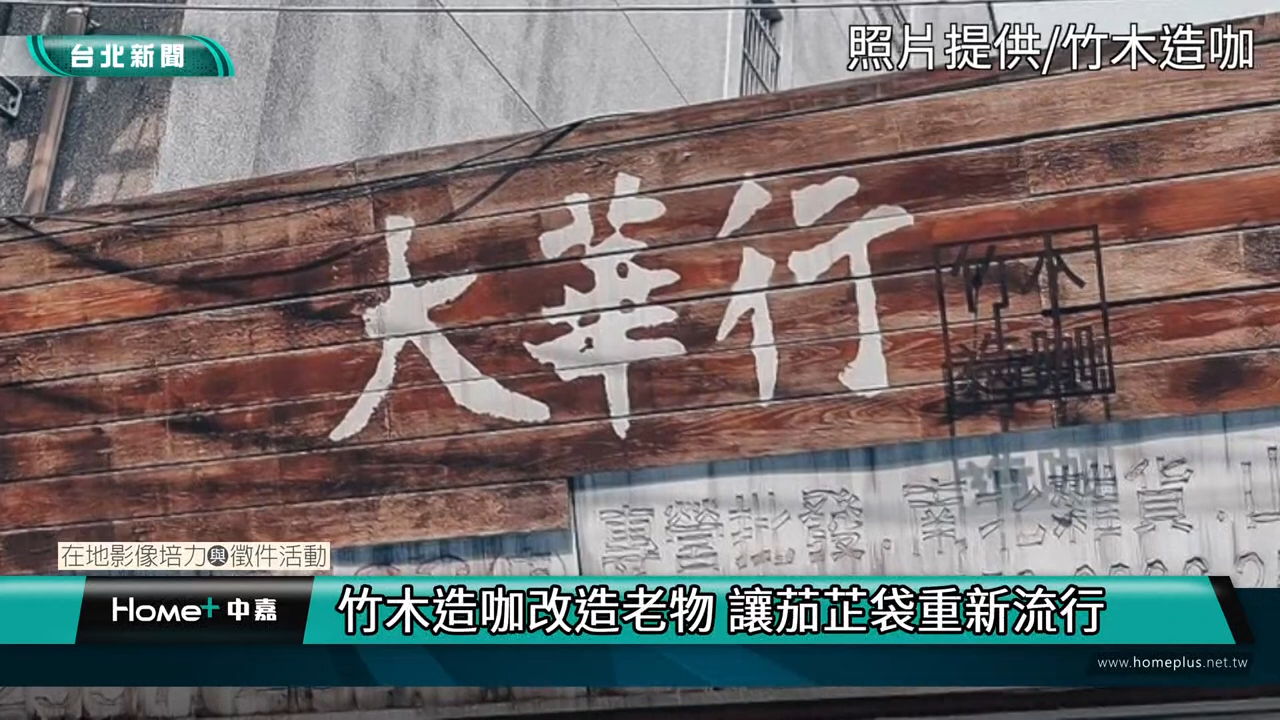 台北新聞
照片提供/竹木造咖
大華行
竹木
造咖
專營批發.南北雜貨.山
在地影像培力與徵件活動
Home+中嘉
竹木造咖改造老物 讓茄芷袋重新流行
www.homeplus.net.tw